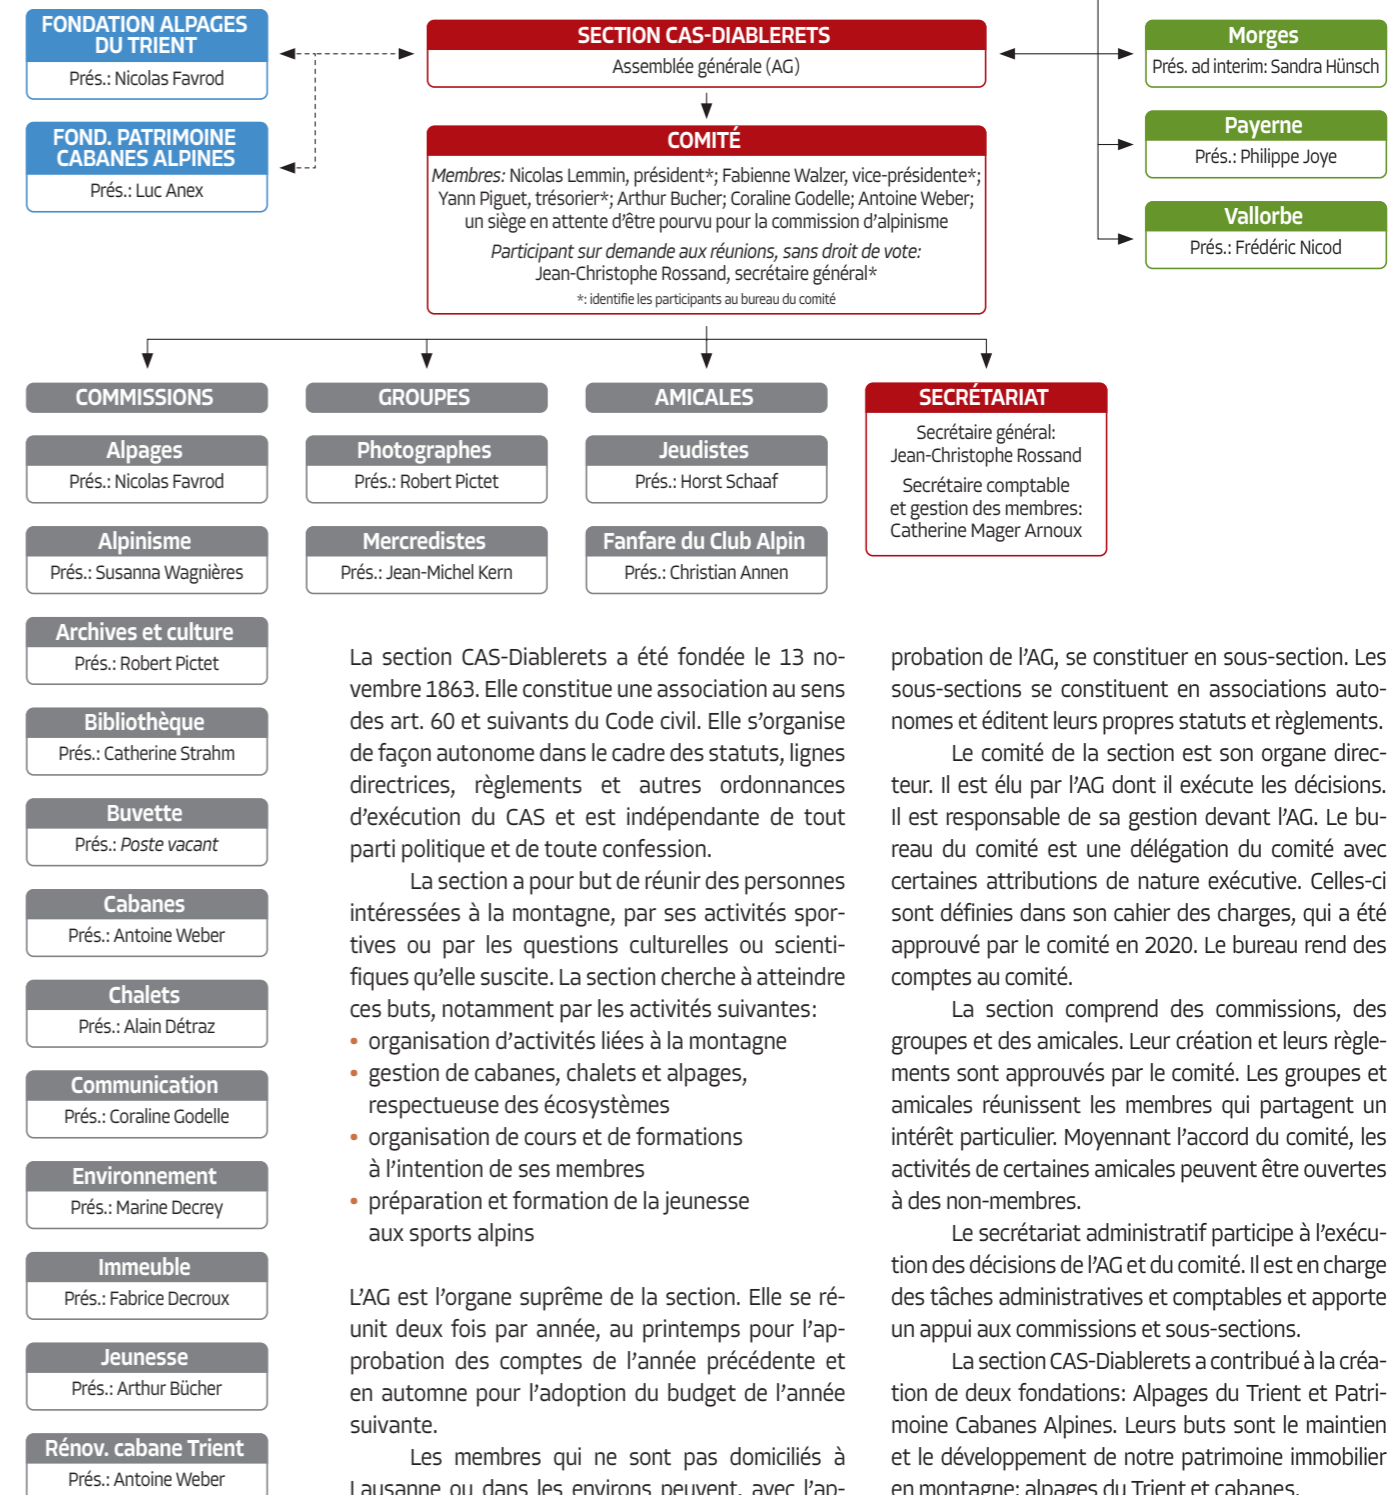 FONDATION ALPAGES
DU TRIENT
Prés.: Nicolas Favrod
FOND. PATRIMOINE
CABANES ALPINES
Prés.: Luc Anex
SECTION CAS-DIABLERETS
Assemblée générale (AG)
COMITÉ
Membres: Nicolas Lemmin, président*; Fabienne Walzer, vice-présidente*;
Yann Piguet, trésorier*; Arthur Bucher; Coraline Godelle; Antoine Weber;
un siège en attente d’être pourvu pour la commission d’alpinisme
Participant sur demande aux réunions, sans droit de vote:
Jean-Christophe Rossand, secrétaire général*
*: identifie les participants au bureau du comité
Morges
Prés. ad interim: Sandra Hünsch
Payerne
Prés.: Philippe Joye
Vallorbe
Prés.: Frédéric Nicod
COMMISSIONS
Alpages
Prés.: Nicolas Favrod
Alpinisme
Prés.: Susanna Wagnières
Archives et culture
Prés.: Robert Pictet
Bibliothèque
Prés.: Catherine Strahm
Buvette
Prés.: Poste vacant
Cabanes
Prés.: Antoine Weber
Chalets
Prés.: Alain Détraz
Communication
Prés.: Coraline Godelle
Environnement
Prés.: Marine Decrey
Immeuble
Prés.: Fabrice Decroux
Jeunesse
Prés.: Arthur Bücher
Rénov. cabane Trient
Prés.: Antoine Weber
GROUPES
Photographes
Prés.: Robert Pictet
Mercredistes
Prés.: Jean-Michel Kern
AMICALES
Jeudistes
Prés.: Horst Schaaf
Fanfare du Club Alpin
Prés.: Christian Annen
SECRÉTARIAT
Secrétaire général:
Jean-Christophe Rossand
Secrétaire comptable
et gestion des membres:
Catherine Mager Arnoux
La section CAS-Diablerets a été fondée le 13 no-
vembre 1863. Elle constitue une association au sens
des art. 60 et suivants du Code civil. Elle s’organise
de façon autonome dans le cadre des statuts, lignes
directrices, règlements et autres ordonnances
d’exécution du CAS et est indépendante de tout
parti politique et de toute confession.
La section a pour but de réunir des personnes
intéressées à la montagne, par ses activités spor-
tives ou par les questions culturelles ou scienti-
fiques qu’elle suscite. La section cherche à atteindre
ces buts, notamment par les activités suivantes:
• organisation d’activités liées à la montagne
• gestion de cabanes, chalets et alpages,
respectueuse des écosystèmes
• organisation de cours et de formations
à l’intention de ses membres
• préparation et formation de la jeunesse
aux sports alpins
L’AG est l’organe suprême de la section. Elle se ré-
unit deux fois par année, au printemps pour l’ap-
probation des comptes de l’année précédente et
en automne pour l’adoption du budget de l’année
suivante.
Les membres qui ne sont pas domiciliés à
Lausanne ou dans les environs peuvent, avec l’ap-
probation de l’AG, se constituer en sous-section. Les
sous-sections se constituent en associations auto-
nomes et éditent leurs propres statuts et règlements.
Le comité de la section est son organe direc-
teur. Il est élu par l’AG dont il exécute les décisions.
Il est responsable de sa gestion devant l’AG. Le bu-
reau du comité est une délégation du comité avec
certaines attributions de nature exécutive. Celles-ci
sont définies dans son cahier des charges, qui a été
approuvé par le comité en 2020. Le bureau rend des
comptes au comité.
La section comprend des commissions, des
groupes et des amicales. Leur création et leurs règle-
ments sont approuvés par le comité. Les groupes et
amicales réunissent les membres qui partagent un
intérêt particulier. Moyennant l’accord du comité, les
activités de certaines amicales peuvent être ouvertes
à des non-membres.
Le secrétariat administratif participe à l’exécu-
tion des décisions de l’AG et du comité. Il est en charge
des tâches administratives et comptables et apporte
un appui aux commissions et sous-sections.
La section CAS-Diablerets a contribué à la créa-
tion de deux fondations: Alpages du Trient et Patri-
moine Cabanes Alpines. Leurs buts sont le maintien
et le développement de notre patrimoine immobilier
en montagne: alpages du Trient et cabanes.